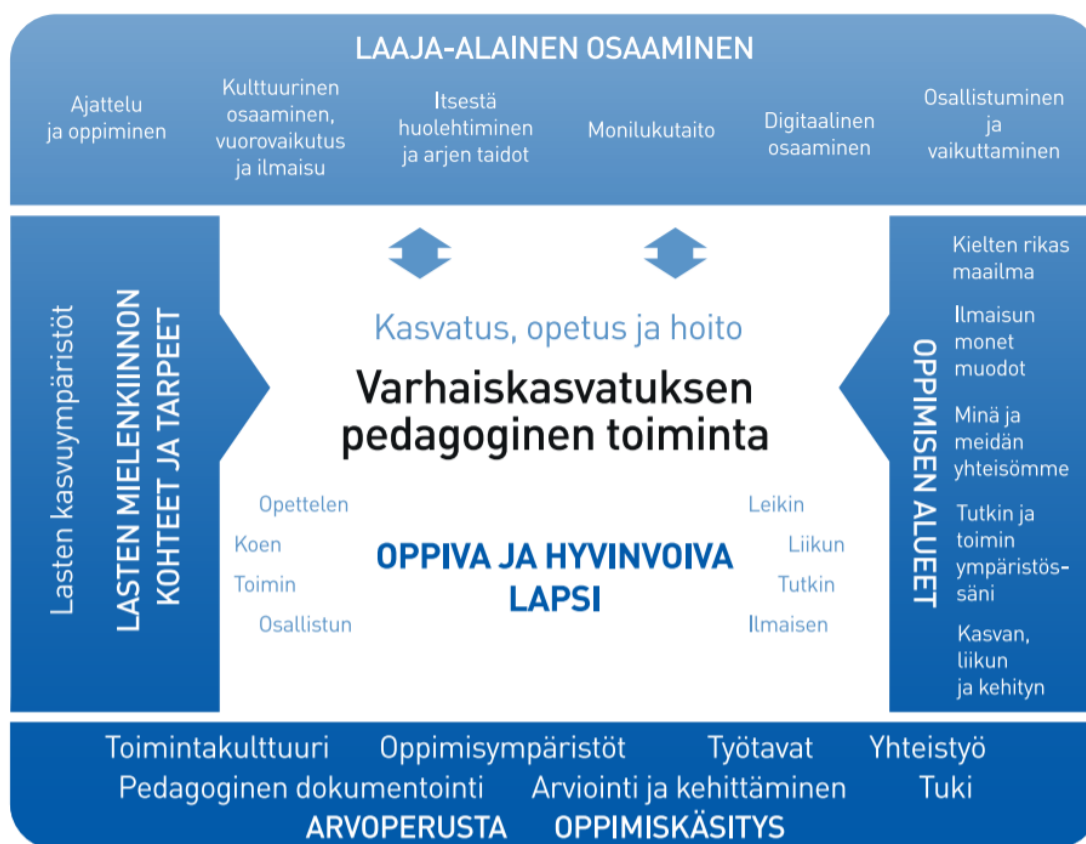 LAAJA-ALAINEN OSAAMINEN
Ajattelu
ja oppiminen
Kulttuurinen
osaaminen,
vuorovaikutus
ja ilmaisu
Itsestä
huolehtiminen
ja arjen taidot
Monilukutaito
Digitaalinen
osaaminen
Osallistuminen
ja
vaikuttaminen
Lasten kasvuympäristöt
LASTEN MIELENKIINNON
KOHTEET JA TARPEET
Kasvatus, opetus ja hoito
Varhaiskasvatuksen
pedagoginen toiminta
Opettelen
Koen
Toimin
Osallistun
OPPIVA JA HYVINVOIVA
LAPSI
Leikin
Liikun
Tutkin
Ilmaisen
OPPIMISEN ALUEET
Kielten rikas
maailma
Ilmaisun
monet
muodot
Minä ja
meidän
yhteisömme
Tutkin ja
toimin
ympäristös-
säni
Kasvan,
liikun
ja kehityn
Toimintakulttuuri Oppimisympäristöt Työtavat Yhteistyö
Pedagoginen dokumentointi Arviointi ja kehittäminen Tuki
ARVOPERUSTA OPPIMISKÄSITYS